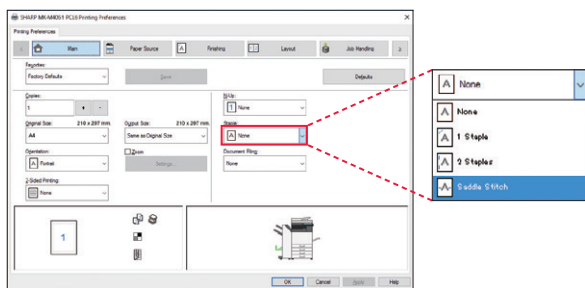 SHARP MX-M4051 PCL6 Printing Preferences
Printing Preferences
Main Paper Source Finishing Layout Job Handling
Favorites:
Factory Defaults Save Defaults
Copies: N-Up:
1 + - 1 None
Original Size: 210 x 297 mm. Output Size: 210 x 297 mm. Staple:
A4 Same as Original Size A None
Orientation: Zoom Document Filing:
A Portrait Settings... None
2-Sided Printing:
None
1
OK Cancel Apply Help
A None
A None
A 1 Staple
A 2 Staples
A Saddle Stitch